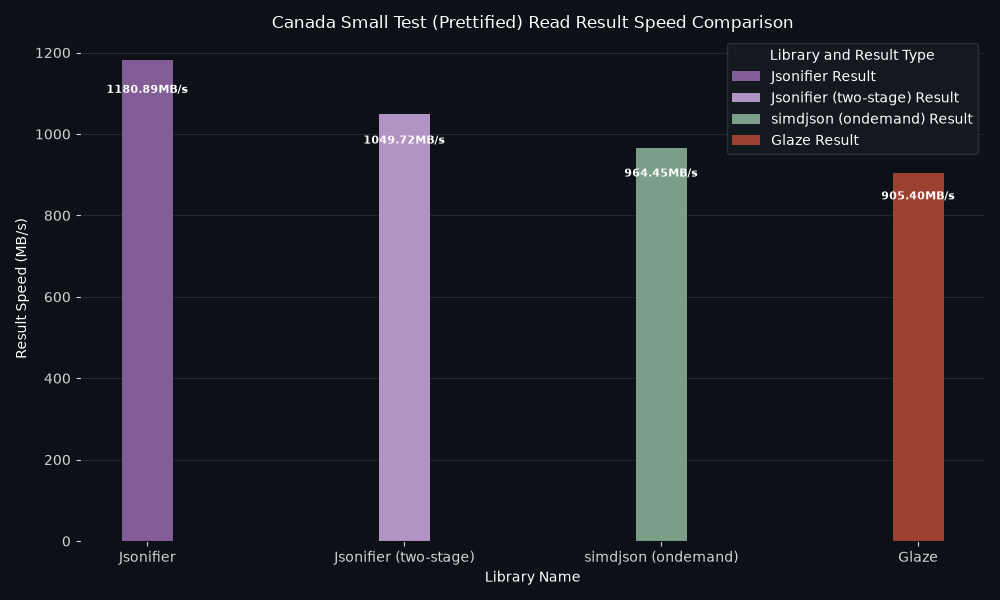 Canada Small Test (Prettified) Read Result Speed Comparison
Library and Result Type
Jsonifier Result
Jsonifier (two-stage) Result
simdjson (ondemand) Result
Glaze Result
1200
1000
800
600
400
200
0
Result Speed (MB/s)
1180.89MB/s
1049.72MB/s
964.45MB/s
905.40MB/s
Jsonifier
Jsonifier (two-stage)
simdjson (ondemand)
Glaze
Library Name